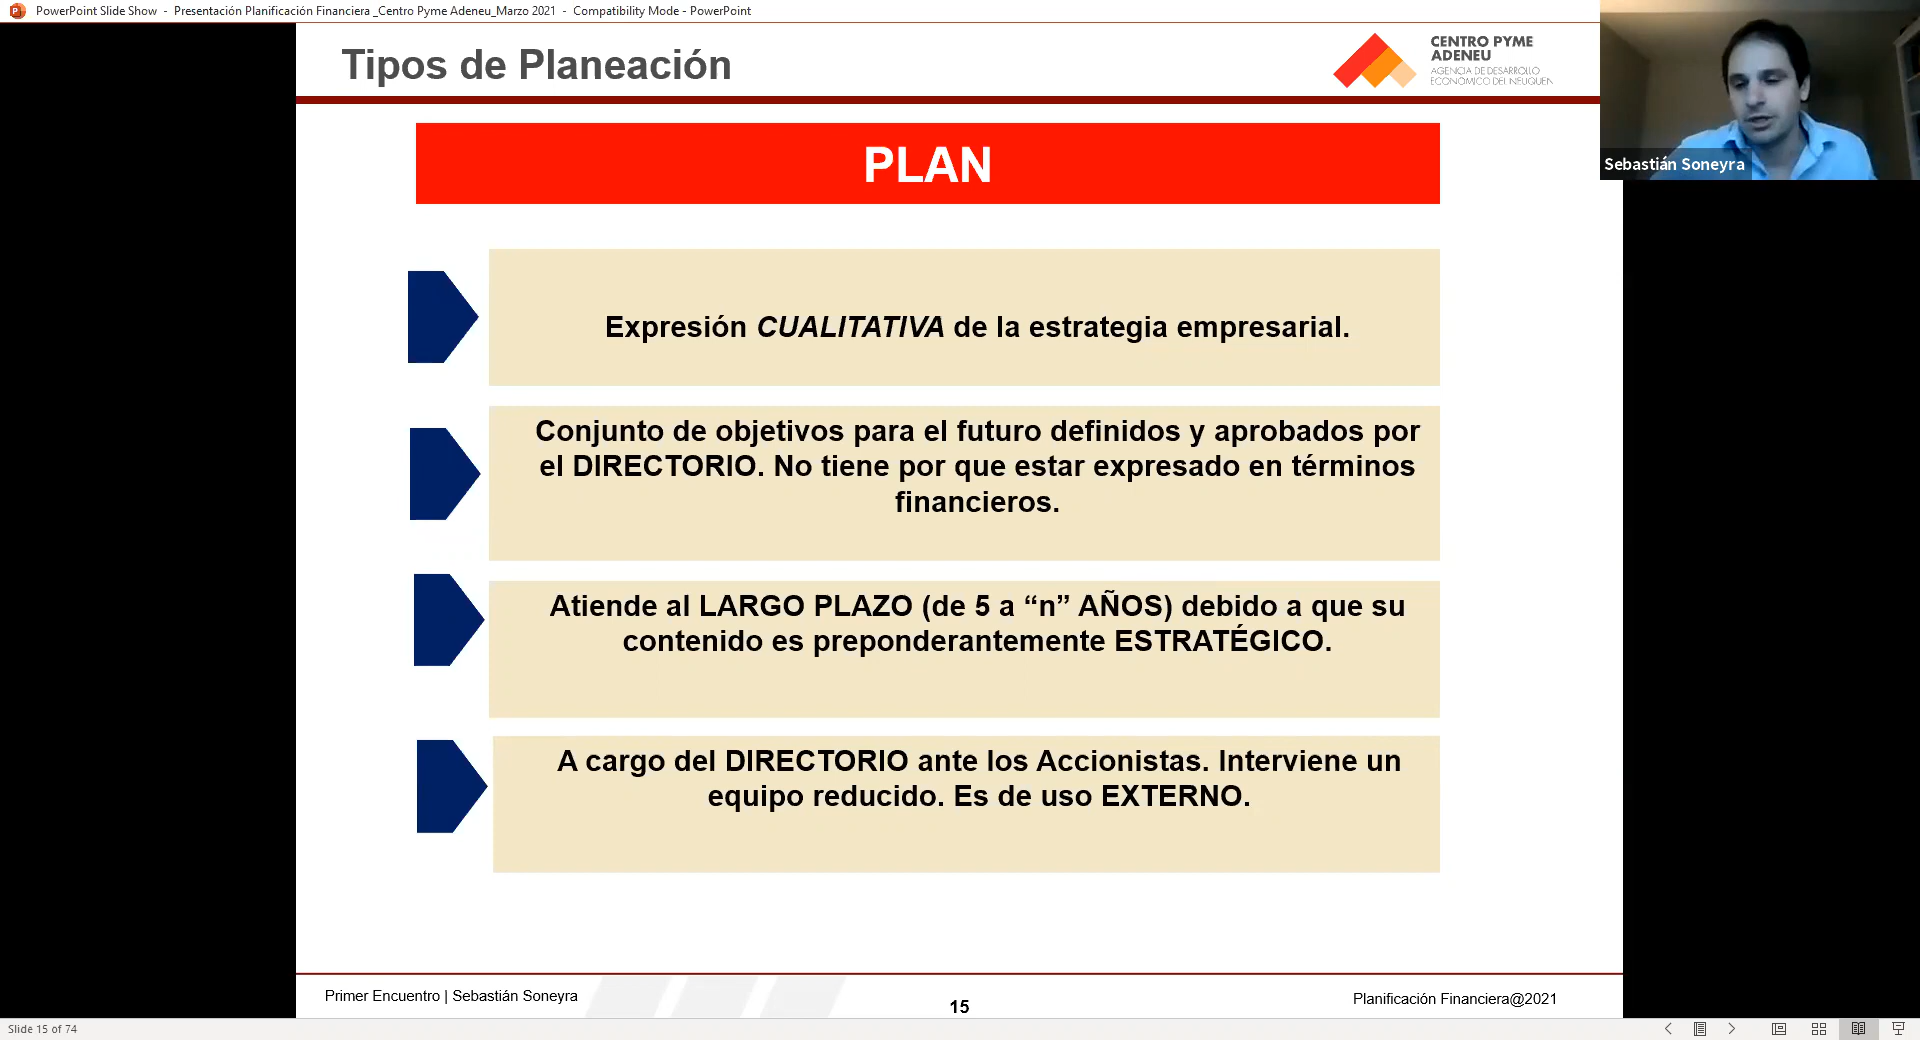 PowerPoint Slide Show - Presentación Planificación Financiera _Centro Pyme Adeneu_Marzo 2021 - Compatibility Mode - PowerPoint
Tipos de Planeación
CENTRO PYME
ADENEU
AGENCIA DE DESARROLLO
ECONOMICO DEL NEUQUEN
Sebastián Soneyra
PLAN
Expresión CUALITATIVA de la estrategia empresarial.
Conjunto de objetivos para el futuro definidos y aprobados por
el DIRECTORIO. No tiene por que estar expresado en términos
financieros.
Atiende al LARGO PLAZO (de 5 a “n” AÑOS) debido a que su
contenido es preponderantemente ESTRATÉGICO.
A cargo del DIRECTORIO ante los Accionistas. Interviene un
equipo reducido. Es de uso EXTERNO.
Primer Encuentro | Sebastián Soneyra
15
Planificación Financiera@2021
Slide 15 of 74